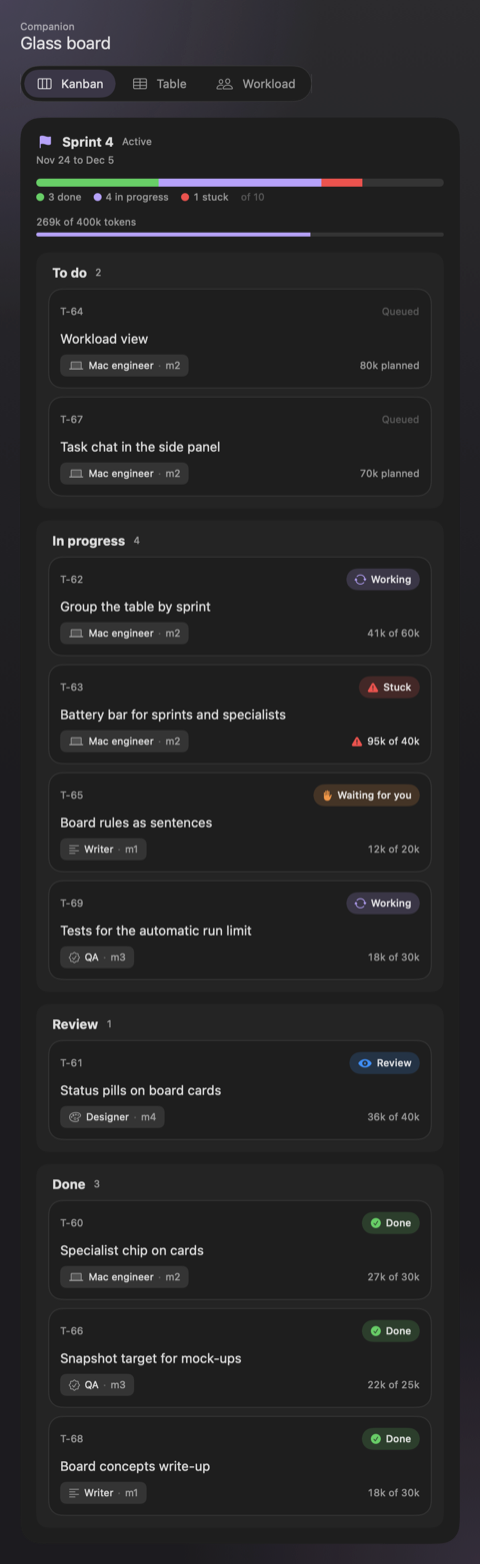 Companion
Glass board
Kanban Table Workload
Sprint 4 Active
Nov 24 to Dec 5
3 done 4 in progress 1 stuck of 10
269k of 400k tokens
To do 2
T-64 Queued
Workload view
Mac engineer · m2 80k planned
T-67 Queued
Task chat in the side panel
Mac engineer · m2 70k planned
In progress 4
T-62 Working
Group the table by sprint
Mac engineer · m2 41k of 60k
T-63 Stuck
Battery bar for sprints and specialists
Mac engineer · m2 95k of 40k
T-65 Waiting for you
Board rules as sentences
Writer · m1 12k of 20k
T-69 Working
Tests for the automatic run limit
QA · m3 18k of 30k
Review 1
T-61 Review
Status pills on board cards
Designer · m4 36k of 40k
Done 3
T-60 Done
Specialist chip on cards
Mac engineer · m2 27k of 30k
T-66 Done
Snapshot target for mock-ups
QA · m3 22k of 25k
T-68 Done
Board concepts write-up
Writer · m1 18k of 30k